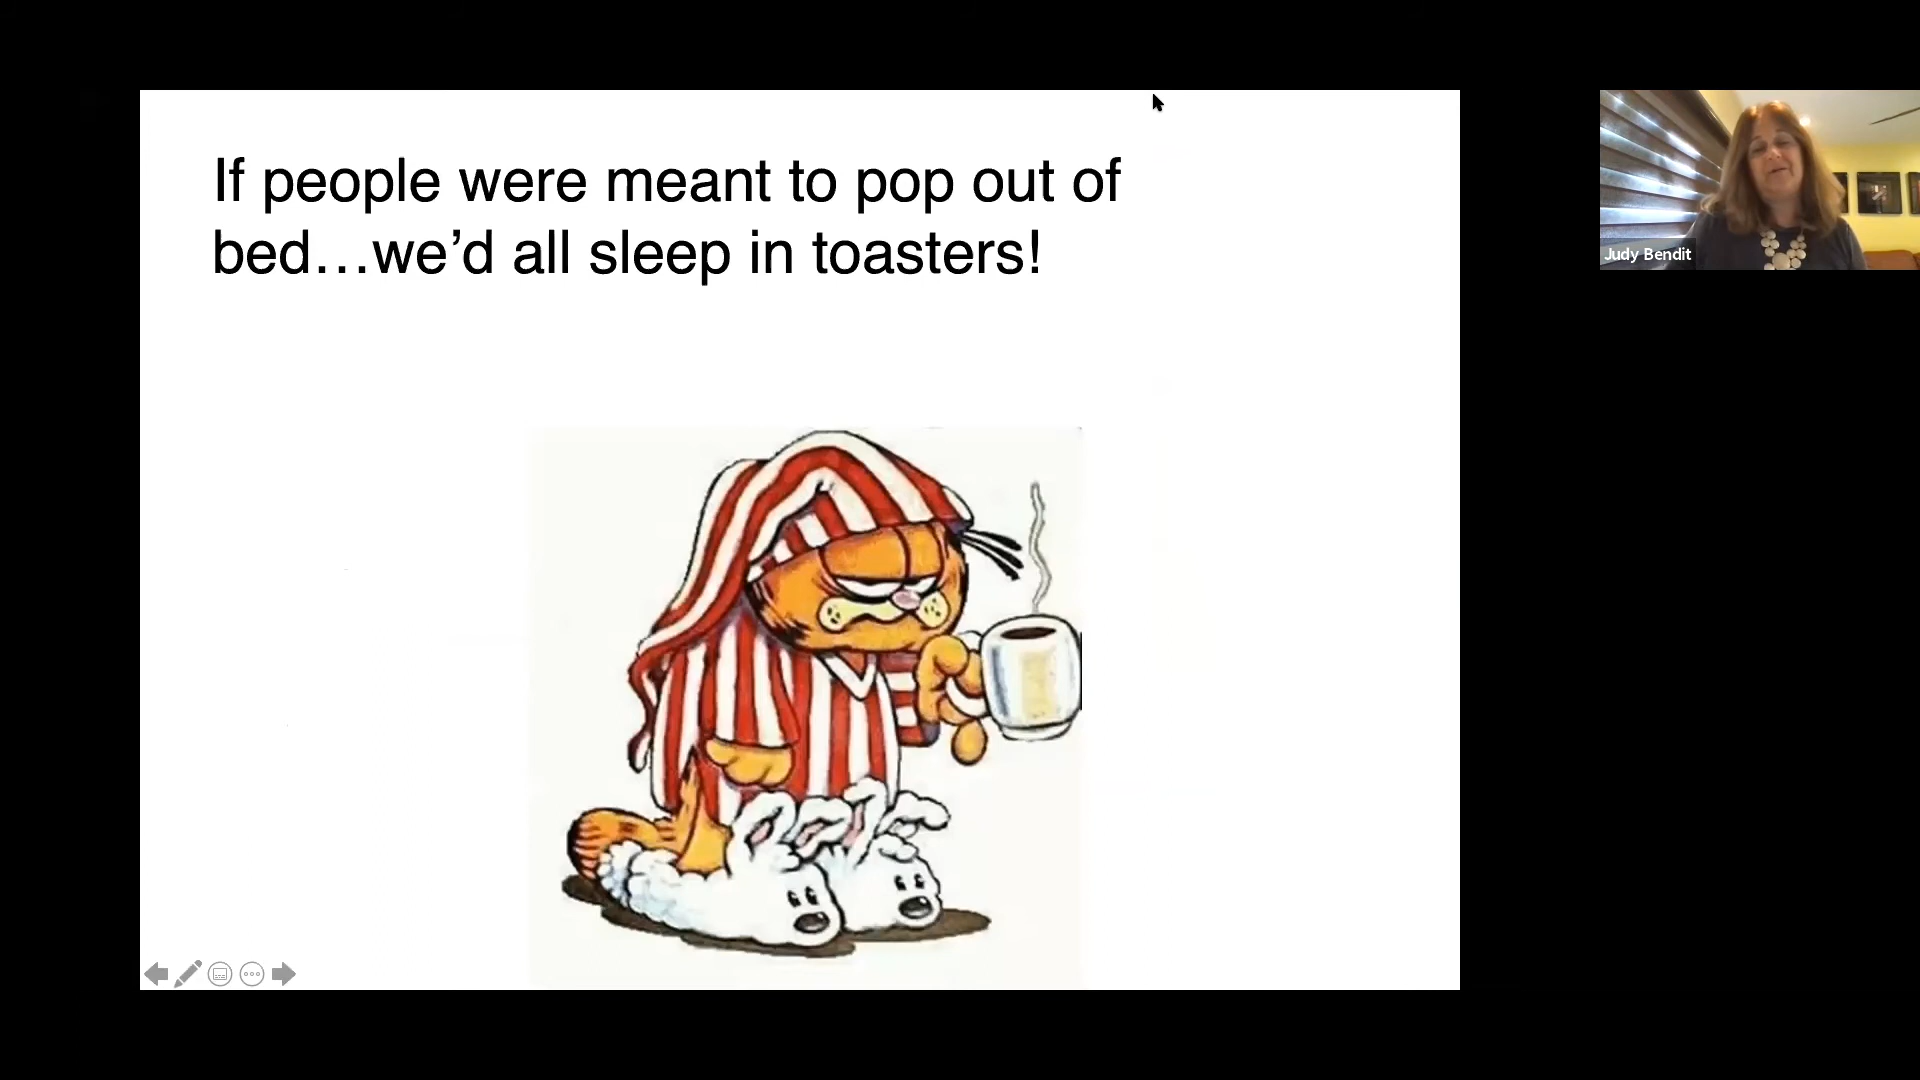 If people were meant to pop out of
bed…we’d all sleep in toasters!
Judy Bendit